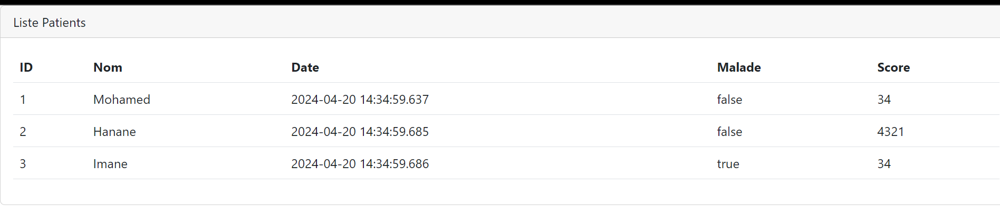 Liste Patients
ID Nom Date Malade Score
1 Mohamed 2024-04-20 14:34:59.637 false 34
2 Hanane 2024-04-20 14:34:59.685 false 4321
3 Imane 2024-04-20 14:34:59.686 true 34